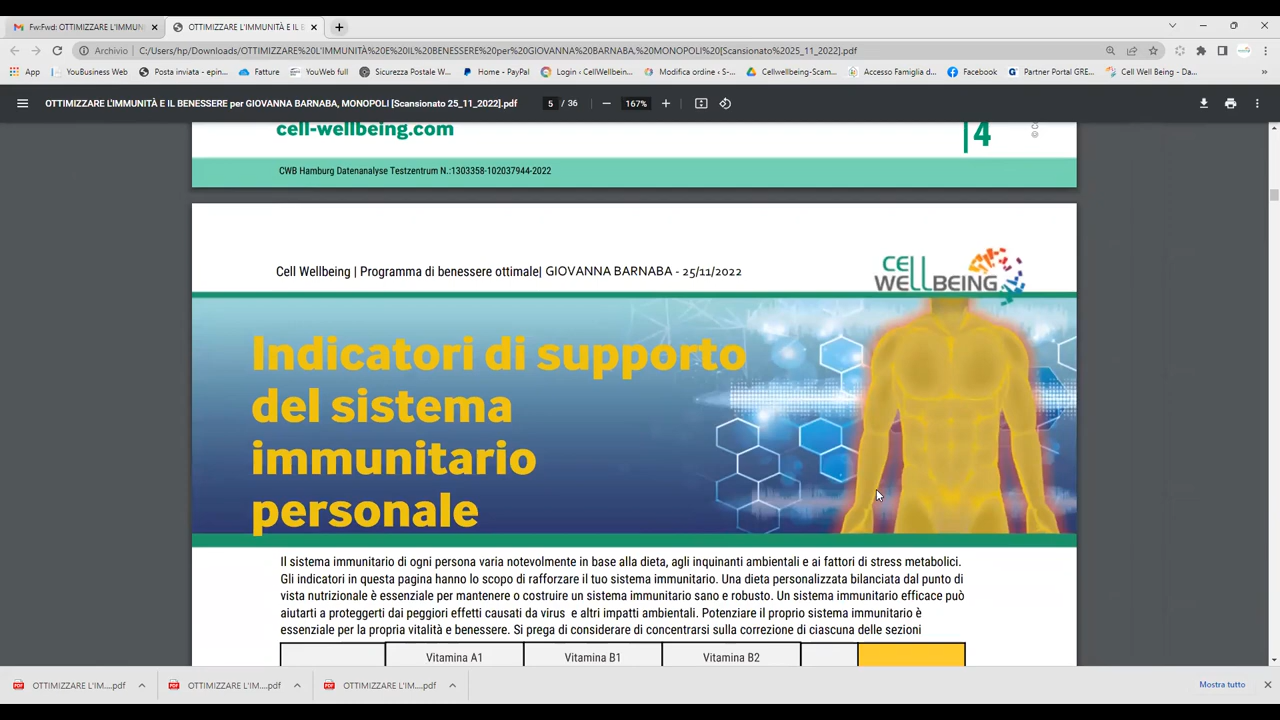 Fw:Fwd: OTTIMIZZARE L'IMMUN
OTTIMIZZARE L'IMMUNITÀ E IL B
Archivio
C:/Users/hp/Downloads/OTTIMIZZARE%20L'IMMUNITÀ%20E%20IL%20BENESSERE%20per%20GIOVANNA%20BARNABA.%20MONOPOLI%20[Scansionato%2025_11_2022].pdf
App
YouBusiness Web
Posta inviata - epin...
Fatture
YouWeb full
Sicurezza Postale W...
Home - PayPal
Login ‹ CellWellbein...
Modifica ordine ‹ S-...
Cellwellbeing-Scam...
Accesso Famiglia d...
Facebook
Partner Portal GRE...
Cell Well Being - Da...
OTTIMIZZARE L'IMMUNITÀ E IL BENESSERE per GIOVANNA BARNABA, MONOPOLI [Scansionato 25_11_2022].pdf
5 / 36
167%
cell-wellbeing.com
|4
CWB Hamburg Datenanalyse Testzentrum N.:1303358-102037944-2022
Cell Wellbeing | Programma di benessere ottimale| GIOVANNA BARNABA - 25/11/2022
CELL
WELLBEING
Indicatori di supporto
del sistema
immunitario
personale
Il sistema immunitario di ogni persona varia notevolmente in base alla dieta, agli inquinanti ambientali e ai fattori di stress metabolici.
Gli indicatori in questa pagina hanno lo scopo di rafforzare il tuo sistema immunitario. Una dieta personalizzata bilanciata dal punto di
vista nutrizionale è essenziale per mantenere o costruire un sistema immunitario sano e robusto. Un sistema immunitario efficace può
aiutarti a proteggerti dai peggiori effetti causati da virus e altri impatti ambientali. Potenziare il proprio sistema immunitario è
essenziale per la propria vitalità e benessere. Si prega di considerare di concentrarsi sulla correzione di ciascuna delle sezioni
Vitamina A1
Vitamina B1
Vitamina B2
OTTIMIZZARE L'IM....pdf
OTTIMIZZARE L'IM....pdf
OTTIMIZZARE L'IM....pdf
Mostra tutto